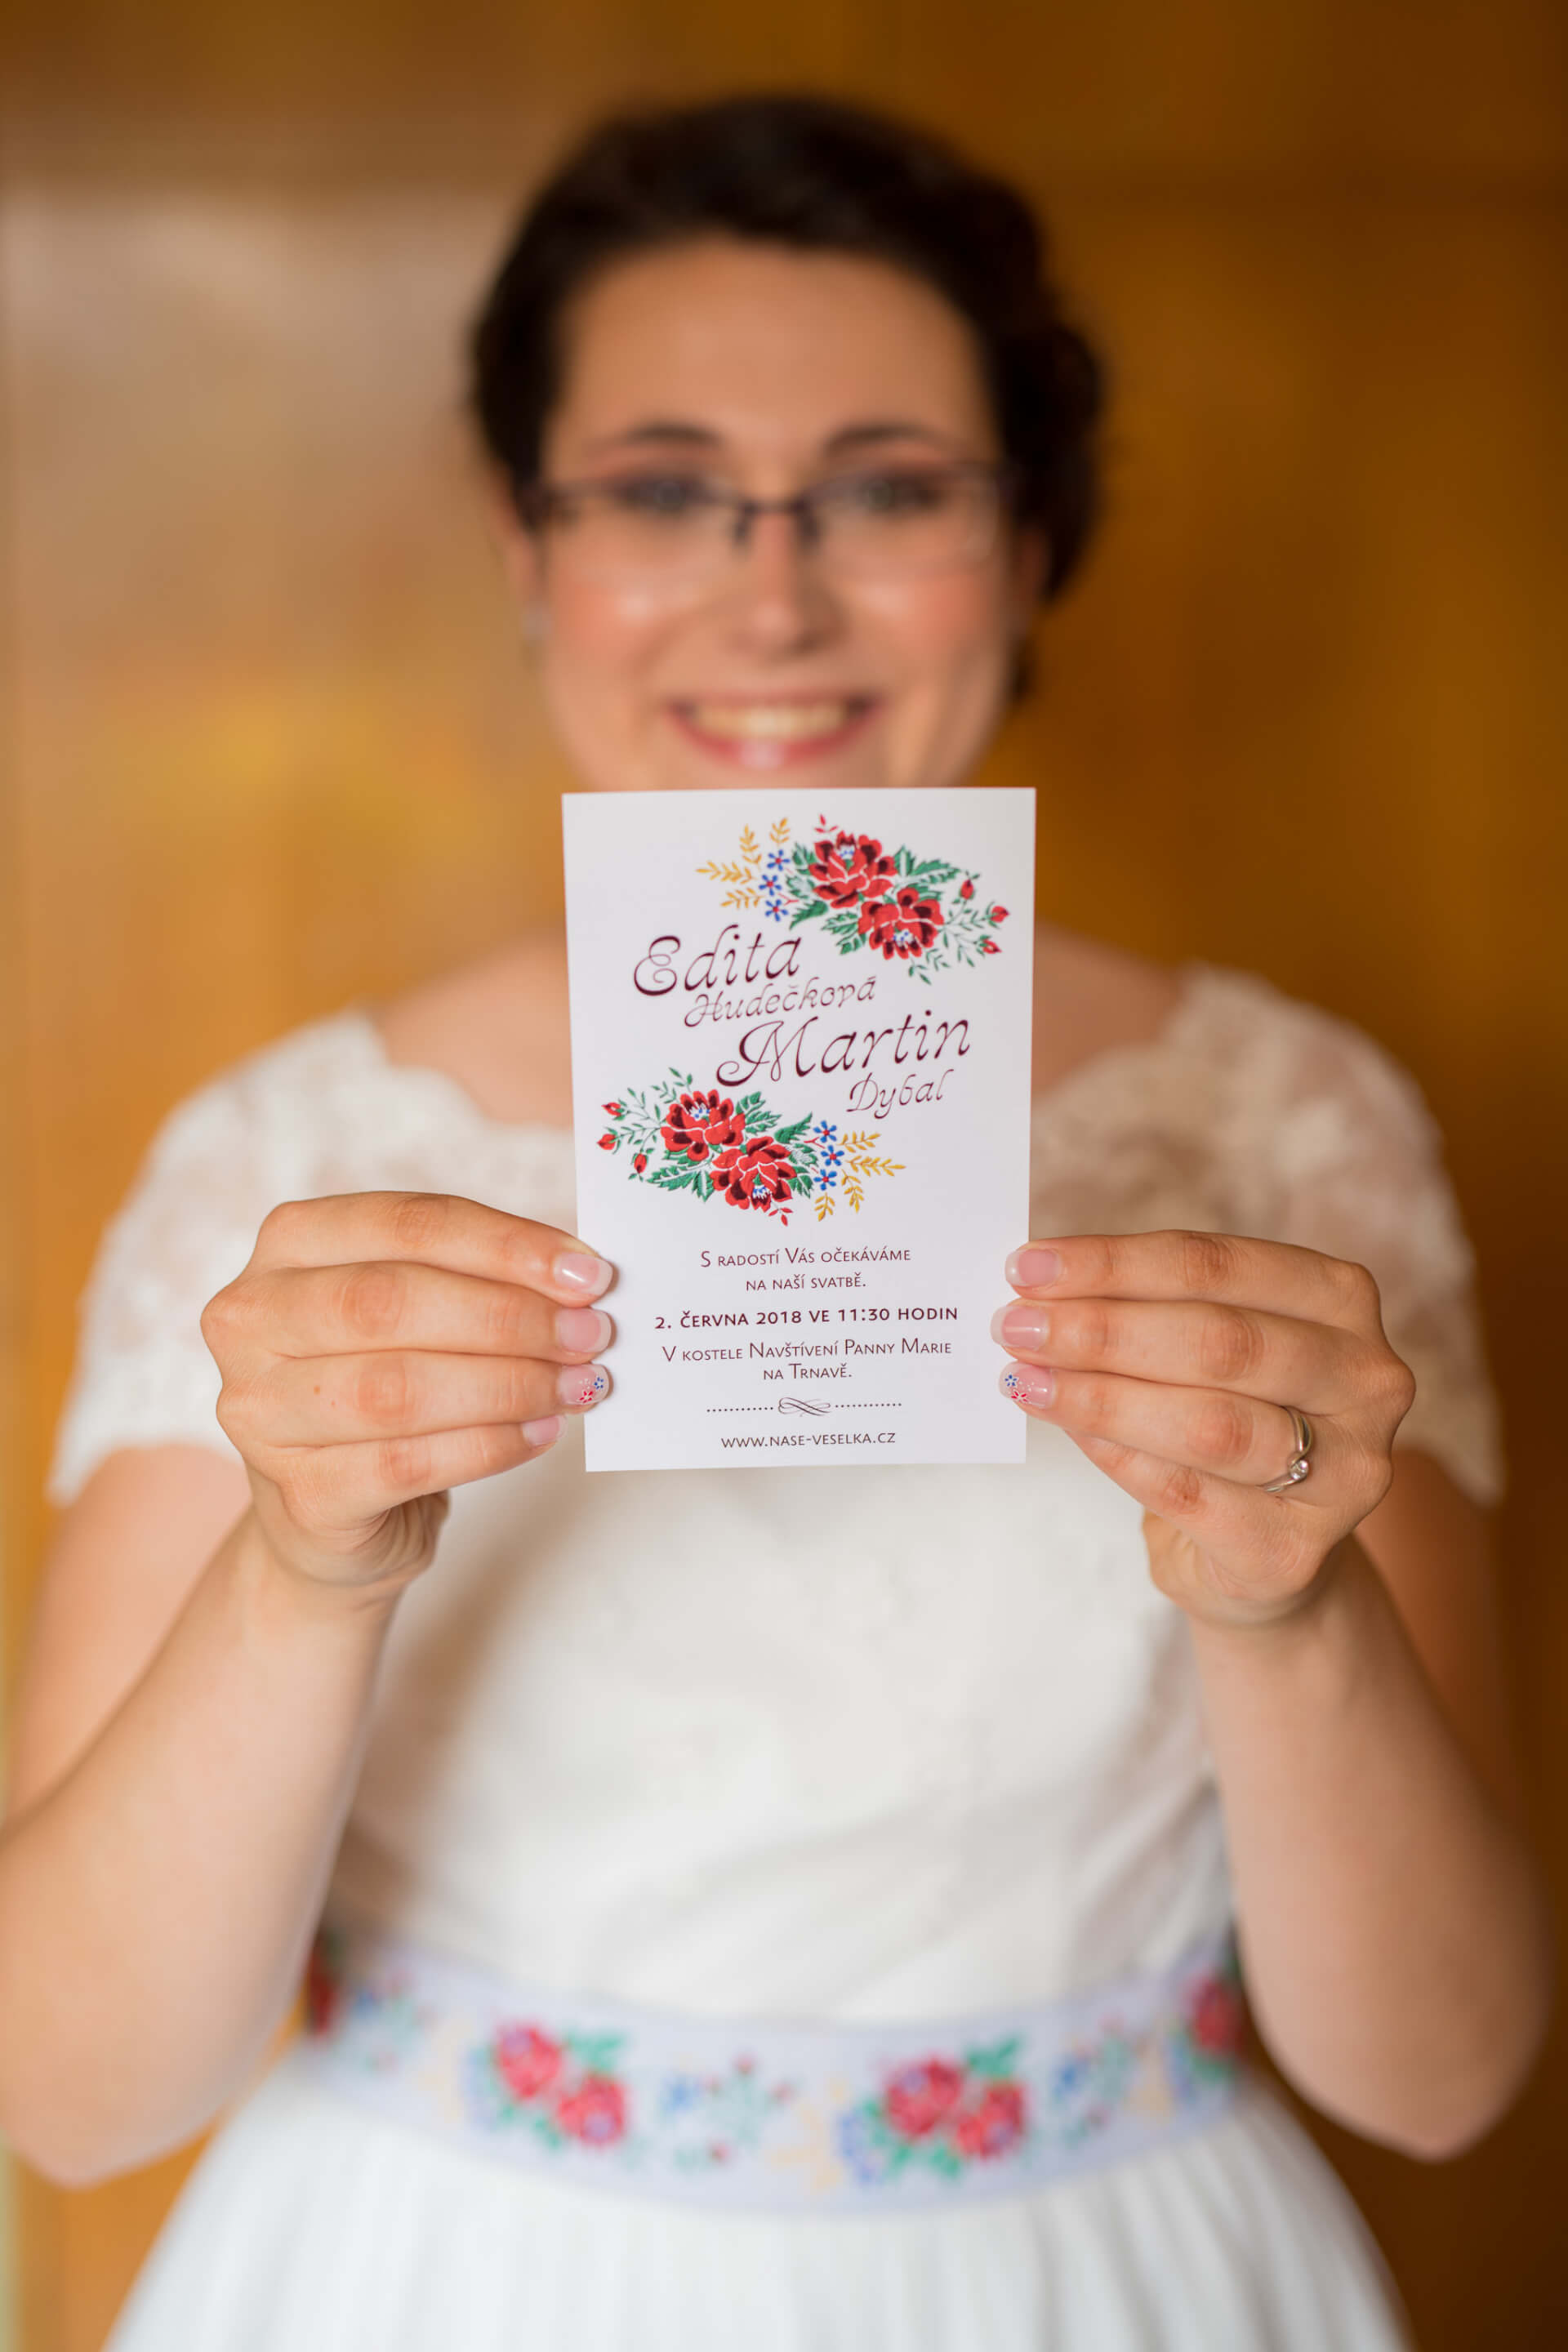 Edita
Hudečková
Martin
Dybal
S radostí Vás očekáváme
na naší svatbě.
2. června 2018 ve 11:30 hodin
V kostele Navštívení Panny Marie
na Trnavě.
www.nase-veselka.cz